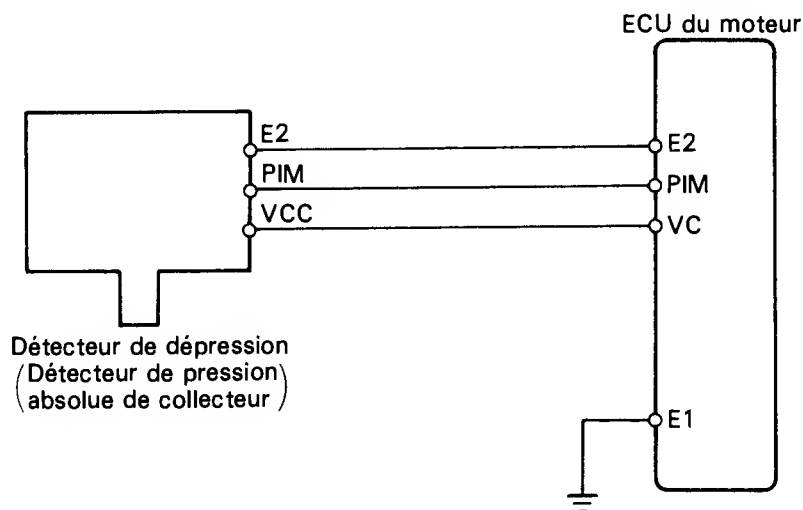 ECU du moteur
E2
PIM
VCC
E2
PIM
VC
Détecteur de dépression
(Détecteur de pression
absolue de collecteur)
E1